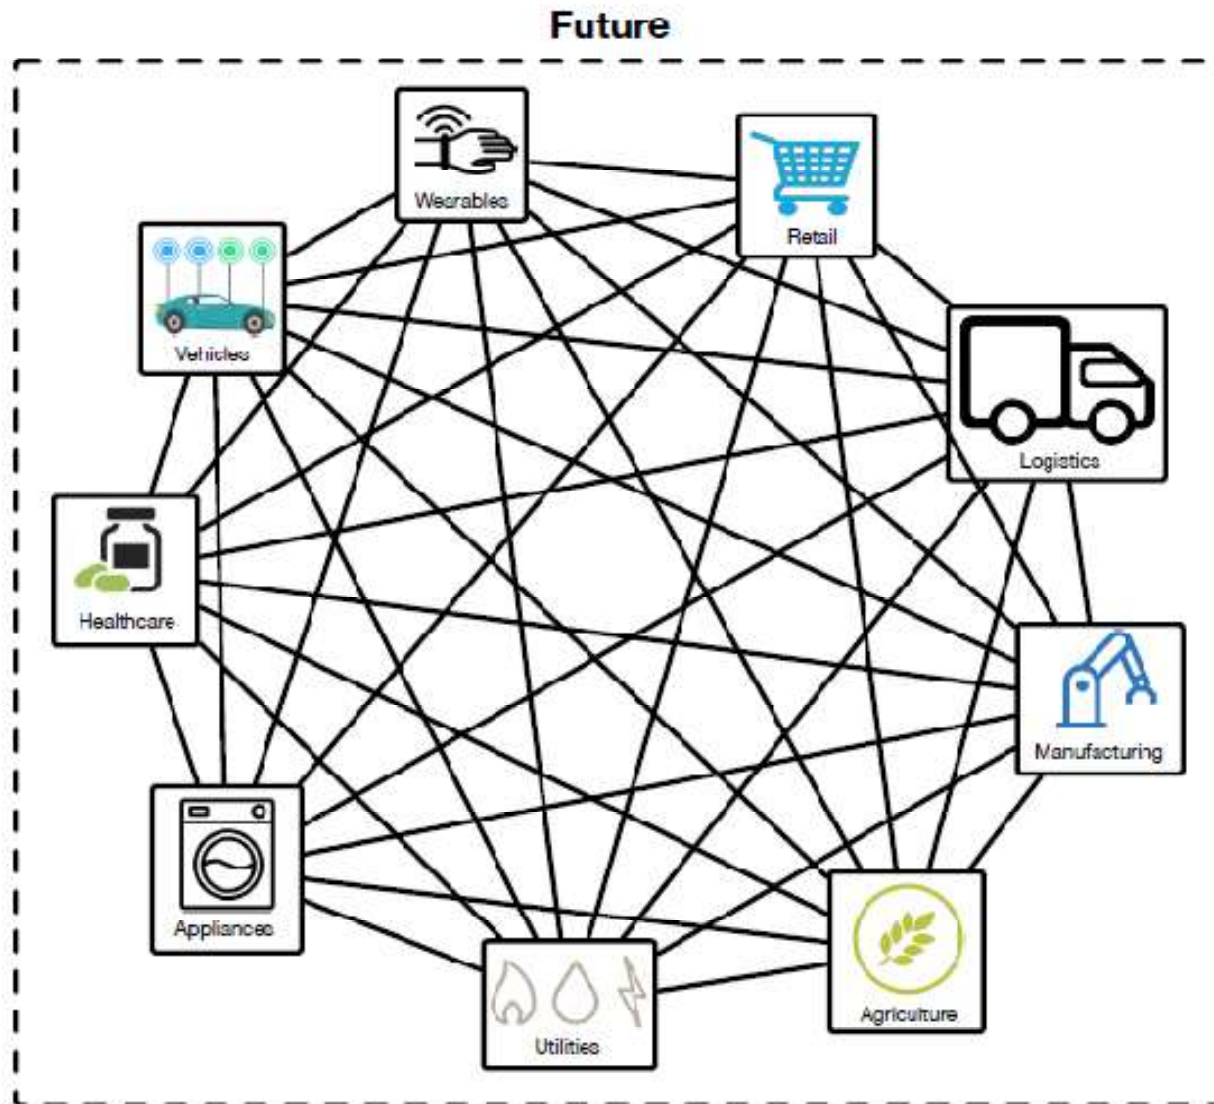 Future
Wearables
Retail
Vehicles
Logistics
Healthcare
Manufacturing
Appliances
Agriculture
Utilities